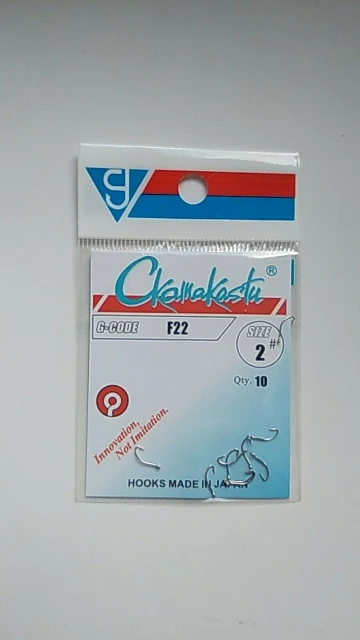 g
Ckamakastu®
G-CODE F22
SIZE
#2
Qty. 10
Innovation,
Not Imitation.
HOOKS MADE IN JAPAN